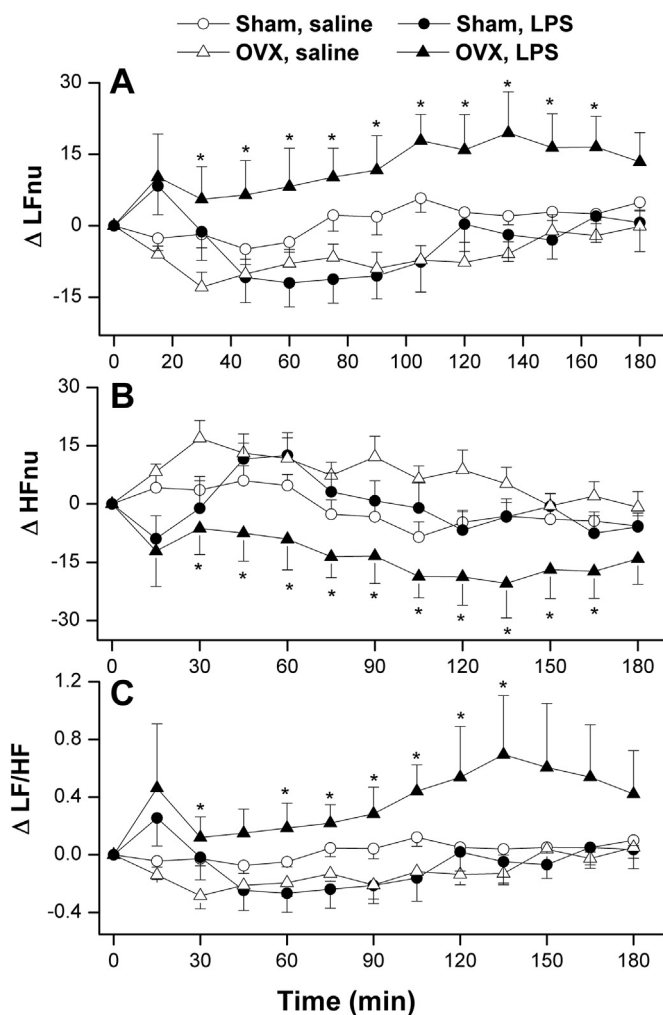 Sham, saline Sham, LPS
OVX, saline OVX, LPS
A
30
15
0
-15
Δ LFnu
* * * * * * * * * *
0 20 40 60 80 100 120 140 160 180
B
30
15
0
-15
-30
Δ HFnu
* * * * * * * * * *
0 30 60 90 120 150 180
C
1.2
0.8
0.4
0.0
-0.4
Δ LF/HF
* * * * * * *
0 30 60 90 120 150 180
Time (min)